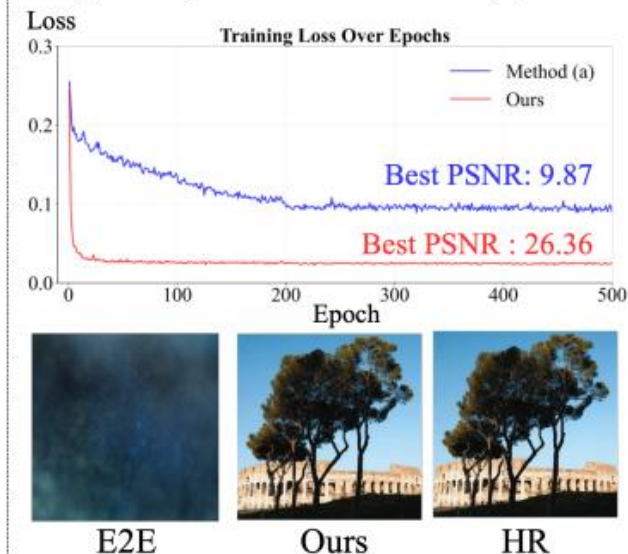 Loss
Training Loss Over Epochs
0.3
0.2
0.1
0.0
Method (a)
Ours
Best PSNR: 9.87
Best PSNR : 26.36
0
100
200
300
400
500
Epoch
E2E
Ours
HR